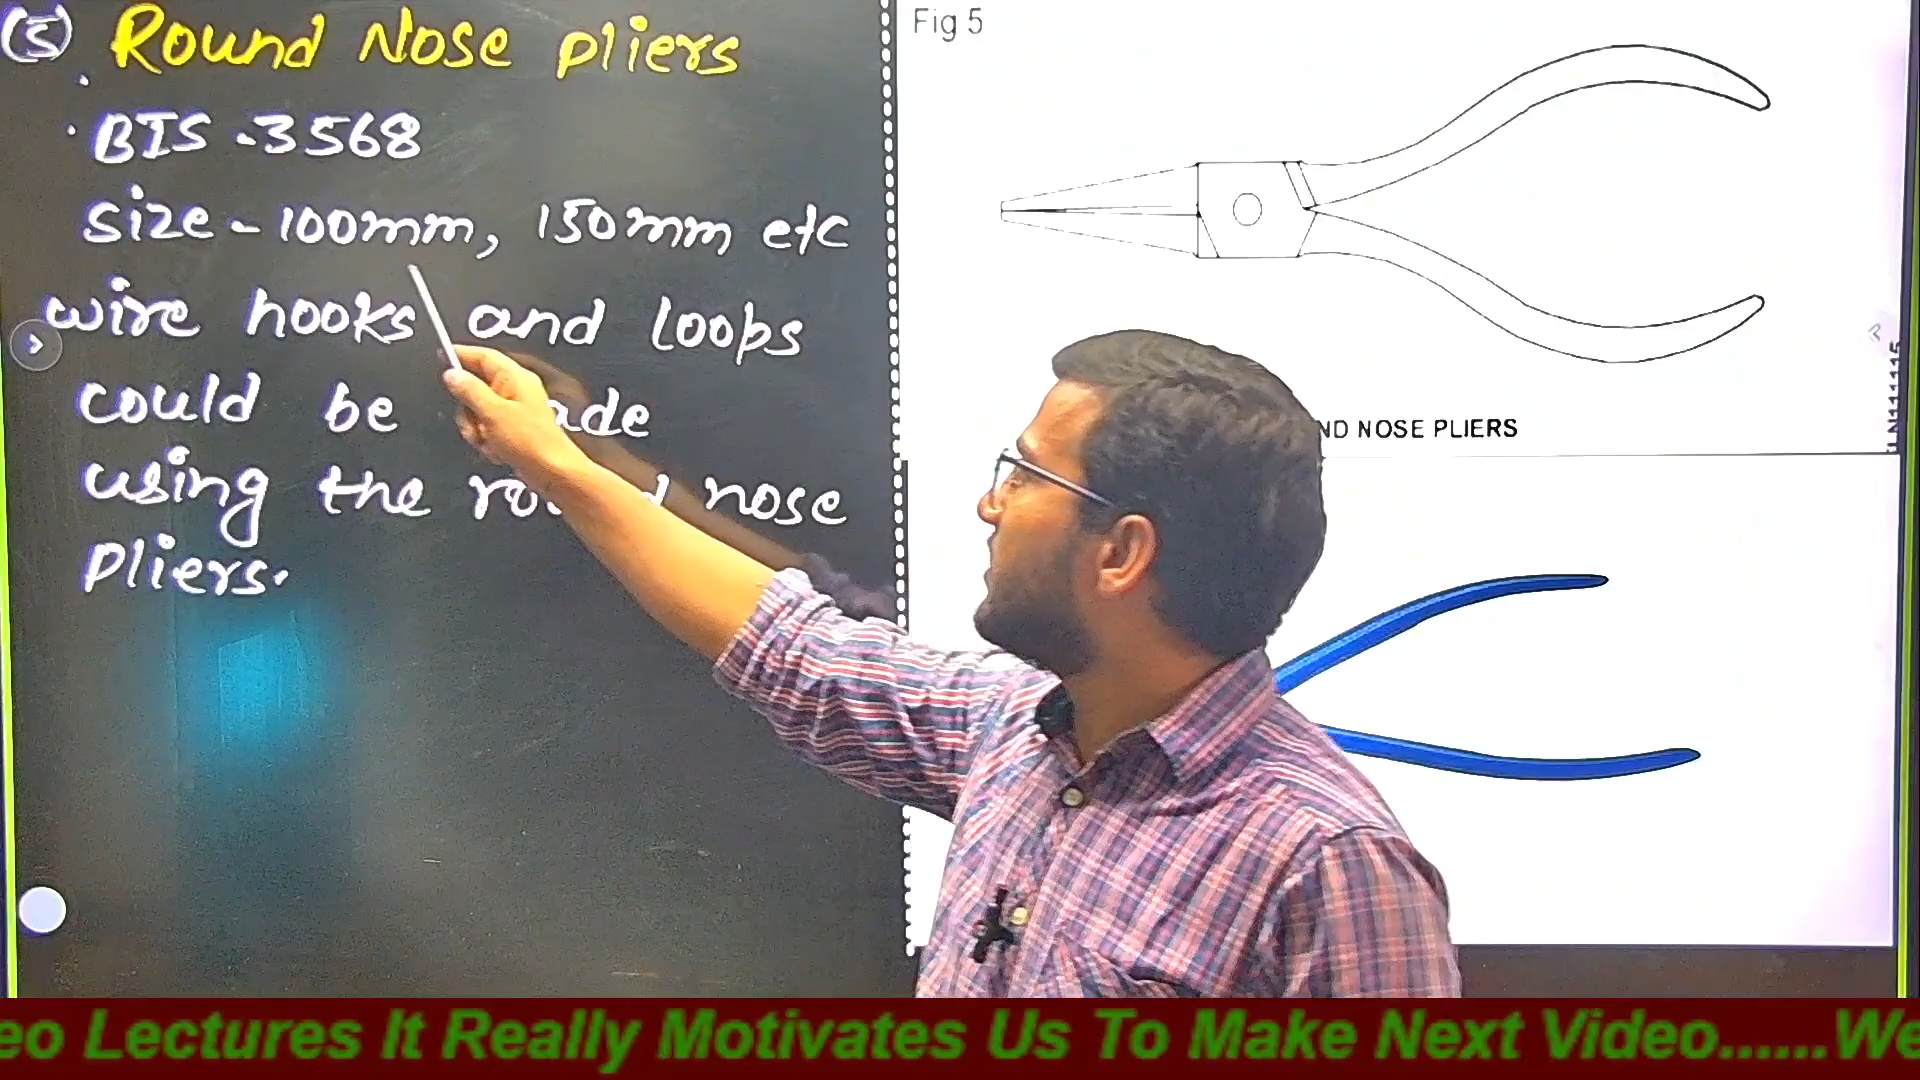 (5) Round Nose pliers
BIS - 3568
size - 100mm, 150mm etc
wire hooks and loops
could be
using the nose
Pliers.
Fig 5
NOSE PLIERS
Lectures It Really Motivates Us To Make Next Video......We